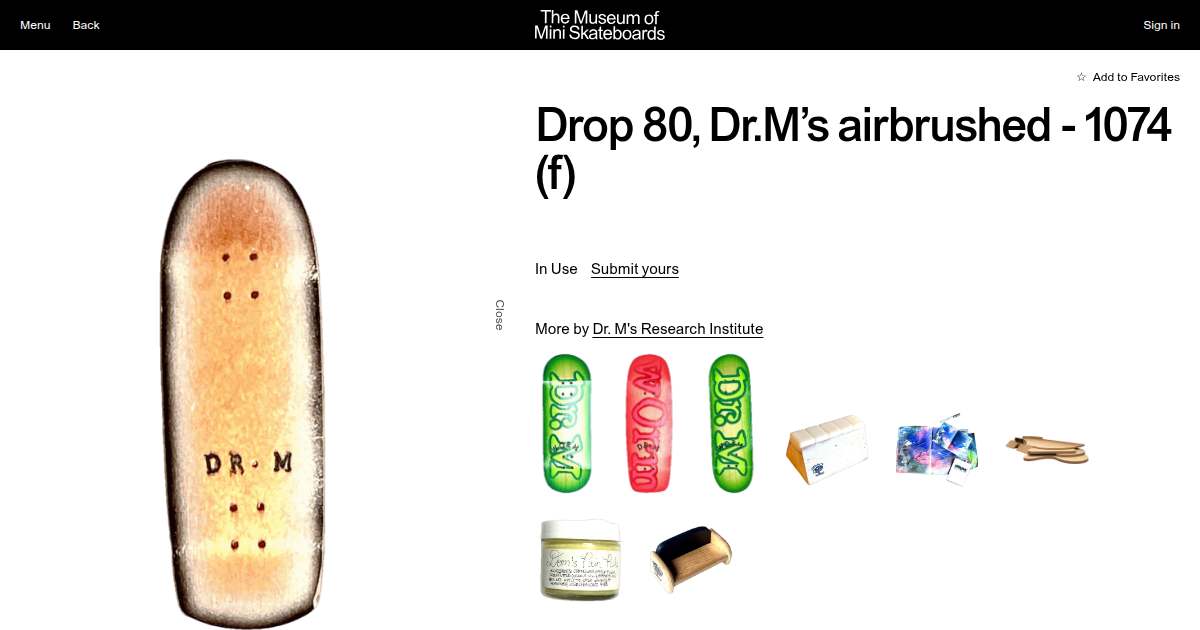 Menu
Back
The Museum of
Mini Skateboards
Sign in
☆ Add to Favorites
Drop 80, Dr.M’s airbrushed - 1074
(f)
In Use
Submit yours
Close
More by Dr. M's Research Institute
DR. M
Dr. M
WOrm
Dr. M